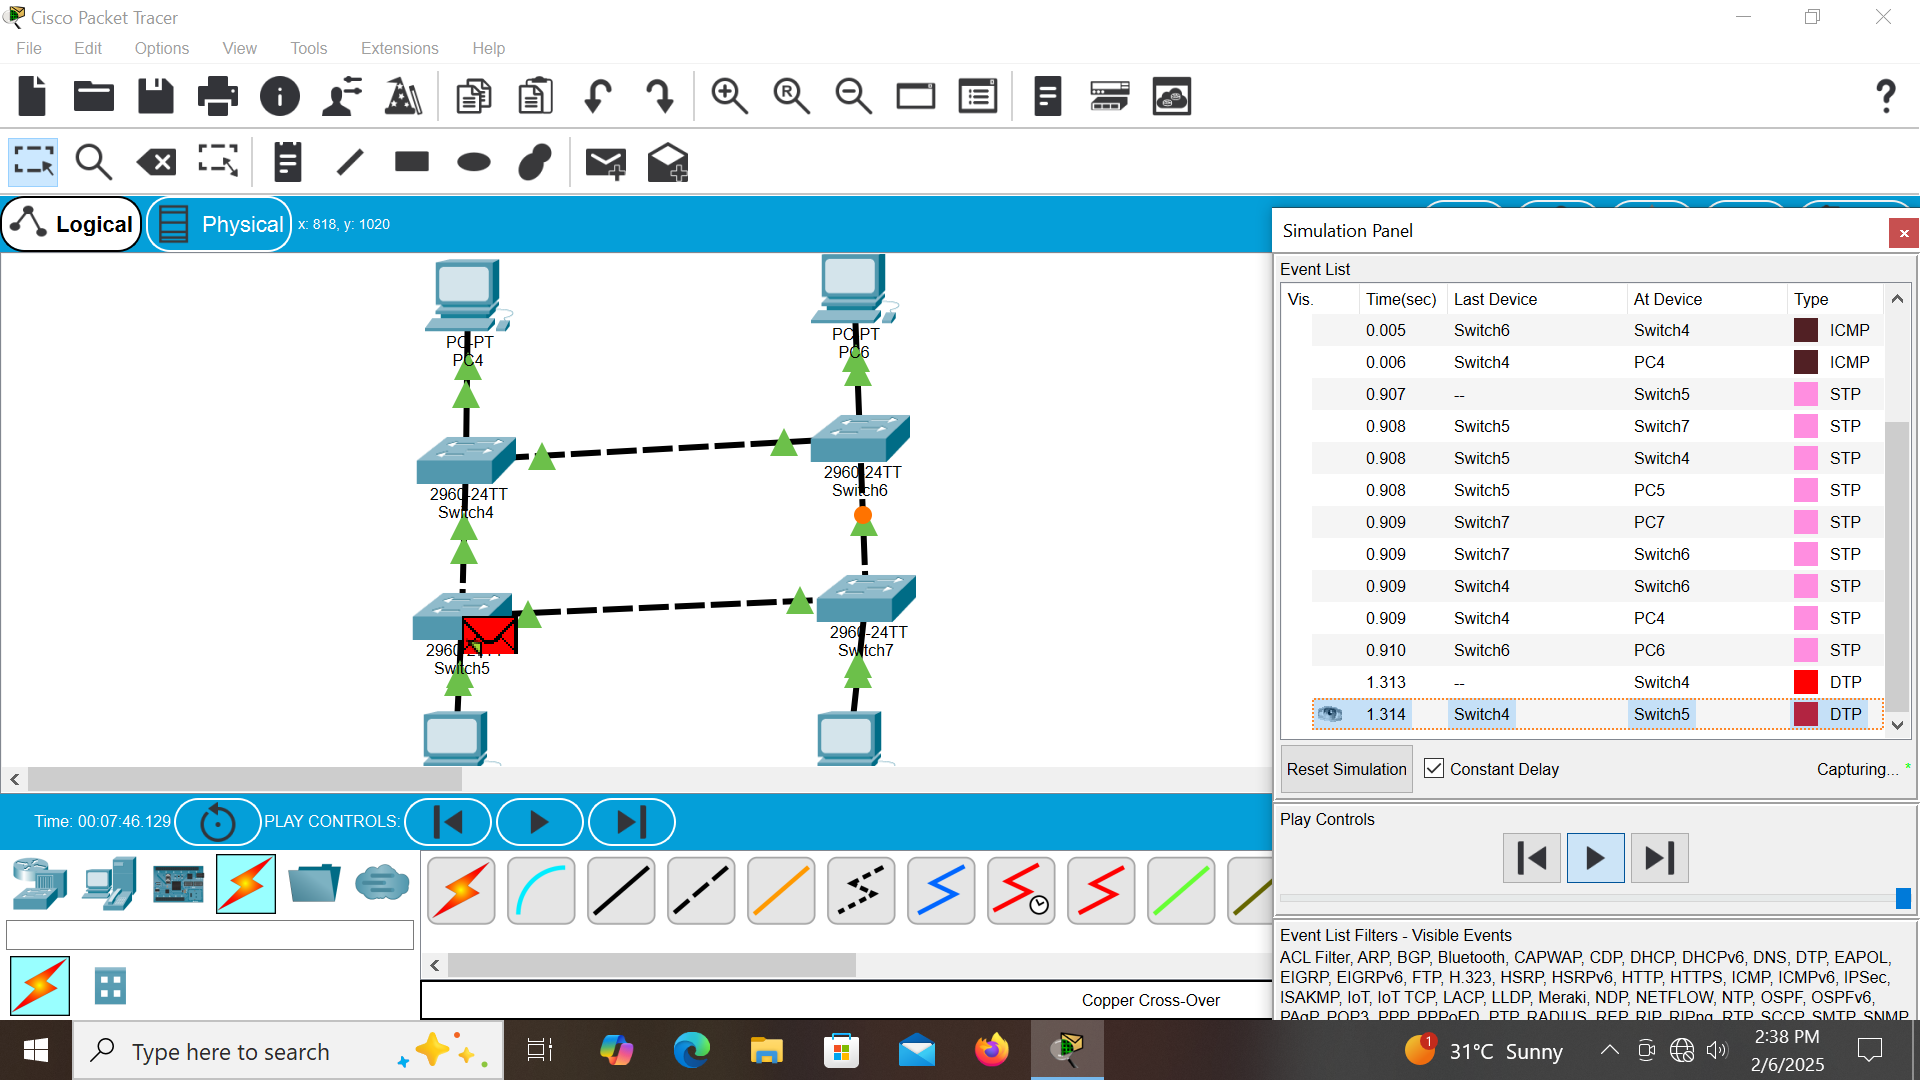 Cisco Packet Tracer
File Edit Options View Tools Extensions Help
Logical Physical x: 818, y: 1020
PC-PT
PC4
PC-PT
PC6
2960-24TT
Switch4
2960-24TT
Switch6
2960-24TT
Switch5
2960-24TT
Switch7
Simulation Panel
Event List
Vis. Time(sec) Last Device At Device Type
0.005 Switch6 Switch4 ICMP
0.006 Switch4 PC4 ICMP
0.907 -- Switch5 STP
0.908 Switch5 Switch7 STP
0.908 Switch5 Switch4 STP
0.908 Switch5 PC5 STP
0.909 Switch7 PC7 STP
0.909 Switch7 Switch6 STP
0.909 Switch4 Switch6 STP
0.909 Switch4 PC4 STP
0.910 Switch6 PC6 STP
1.313 -- Switch4 DTP
1.314 Switch4 Switch5 DTP
Reset Simulation Constant Delay Capturing... *
Play Controls
Event List Filters - Visible Events
ACL Filter, ARP, BGP, Bluetooth, CAPWAP, CDP, DHCP, DHCPv6, DNS, DTP, EAPOL,
EIGRP, EIGRPv6, FTP, H.323, HSRP, HSRPv6, HTTP, HTTPS, ICMP, ICMPv6, IPSec,
ISAKMP, IoT, IoT TCP, LACP, LLDP, Meraki, NDP, NETFLOW, NTP, OSPF, OSPFv6,
PAgP, POP3, PPP, PPPoED, PTP, RADIUS, REP, RIP, RIPng, RTP, SCCP, SMTP, SNMP
Time: 00:07:46.129 PLAY CONTROLS:
Copper Cross-Over
Type here to search
1
31°C Sunny
2:38 PM
2/6/2025